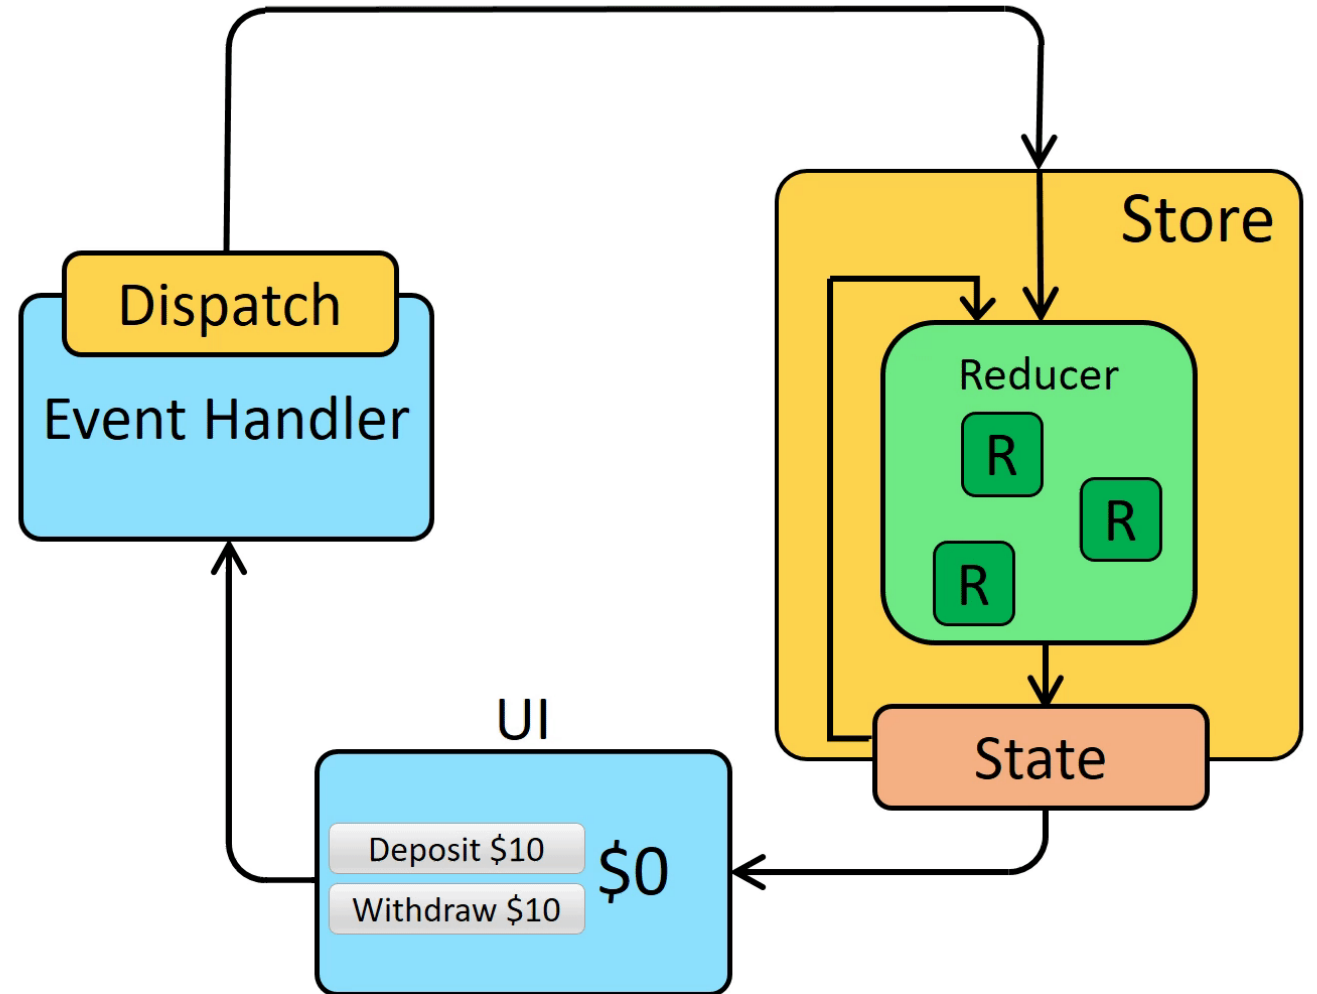 Store
Dispatch
Event Handler
Reducer
R
R
R
UI
State
Deposit $10
$0
Withdraw $10